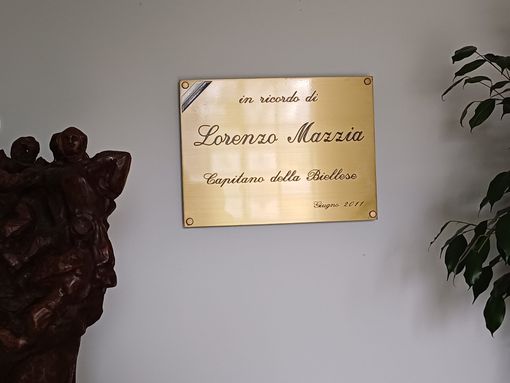 in ricordo di
Lorenzo Mazzia
Capitano della Biellese
Giugno 2011